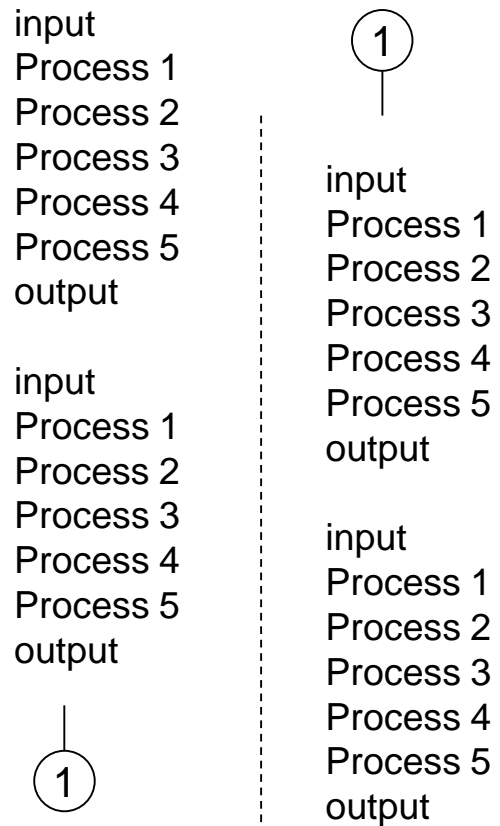 input
Process 1
Process 2
Process 3
Process 4
Process 5
output
input
Process 1
Process 2
Process 3
Process 4
Process 5
output
1
1
input
Process 1
Process 2
Process 3
Process 4
Process 5
output
input
Process 1
Process 2
Process 3
Process 4
Process 5
output